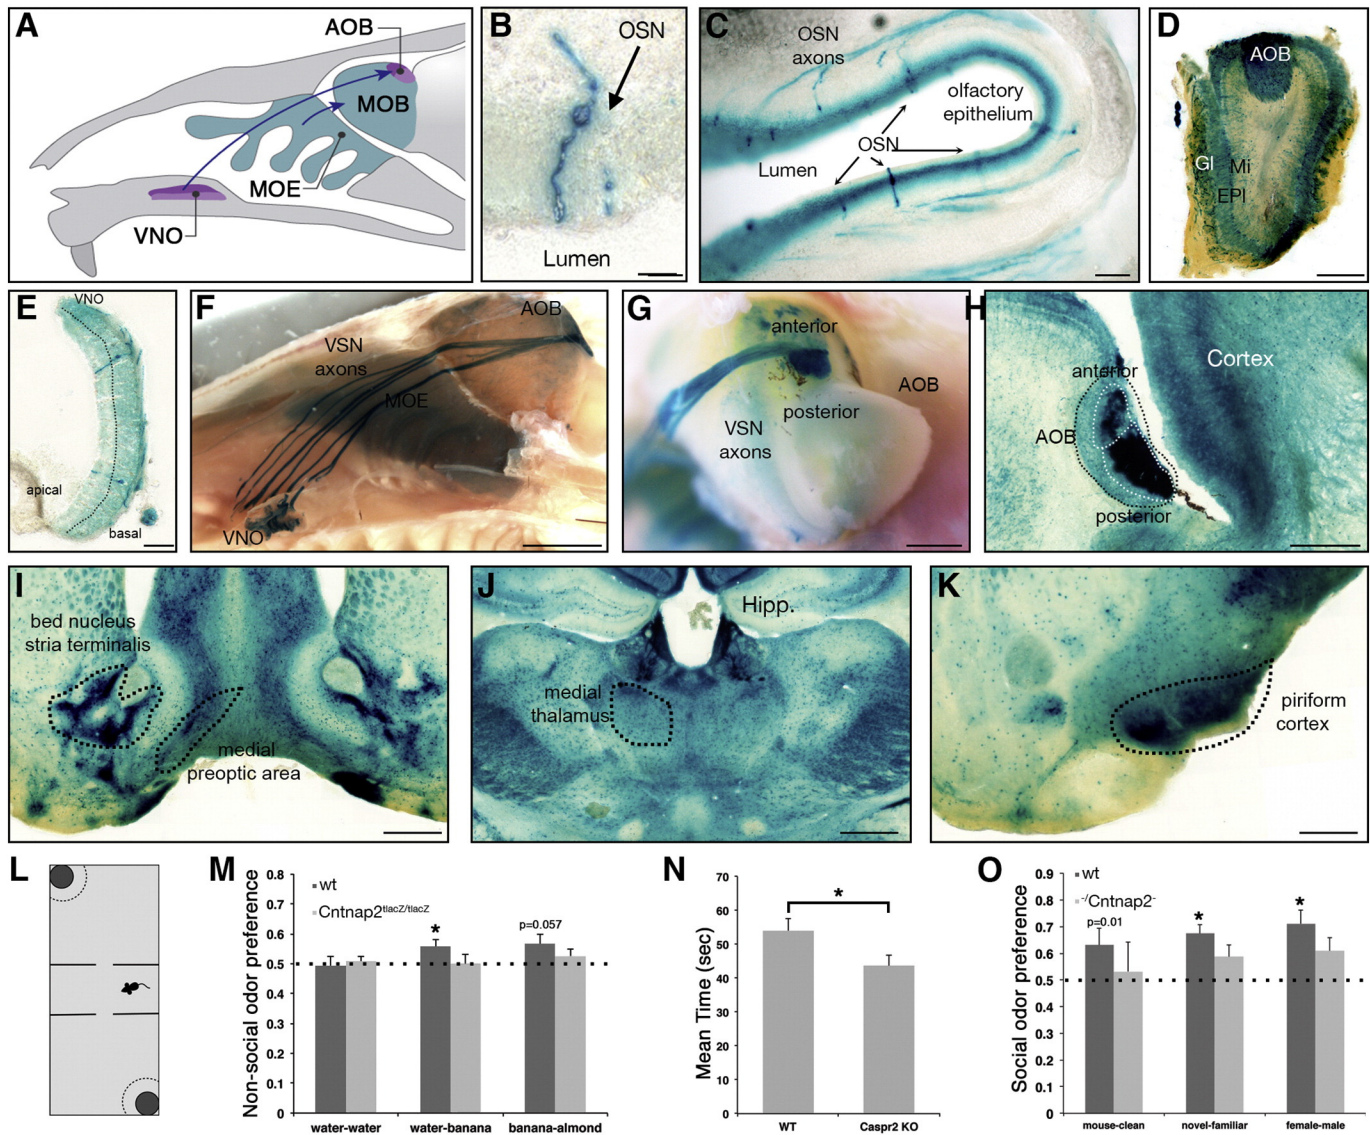 A
AOB
MOB
MOE
VNO
B
OSN
Lumen
C
OSN
axons
olfactory
epithelium
OSN
Lumen
D
AOB
Gl
Mi
EPl
E
VNO
apical
basal
F
AOB
VSN
axons
MOE
VNO
G
anterior
AOB
posterior
VSN
axons
H
Cortex
anterior
AOB
posterior
I
bed nucleus
stria terminalis
medial
preoptic area
J
Hipp.
medial
thalamus
K
piriform
cortex
L
M
Non-social odor preference
0.8
0.7
0.6
0.5
0.4
0.3
0.2
0.1
0
wt
Cntnap2tlacZ/tlacZ
*
p=0.057
water-water
water-banana
banana-almond
N
Mean Time (sec)
70
60
50
40
30
20
10
0
*
WT
Caspr2 KO
O
Social odor preference
0.9
0.8
0.7
0.6
0.5
0.4
0.3
0.2
0.1
0
wt
-/Cntnap2-
p=0.01
*
*
mouse-clean
novel-familiar
female-male